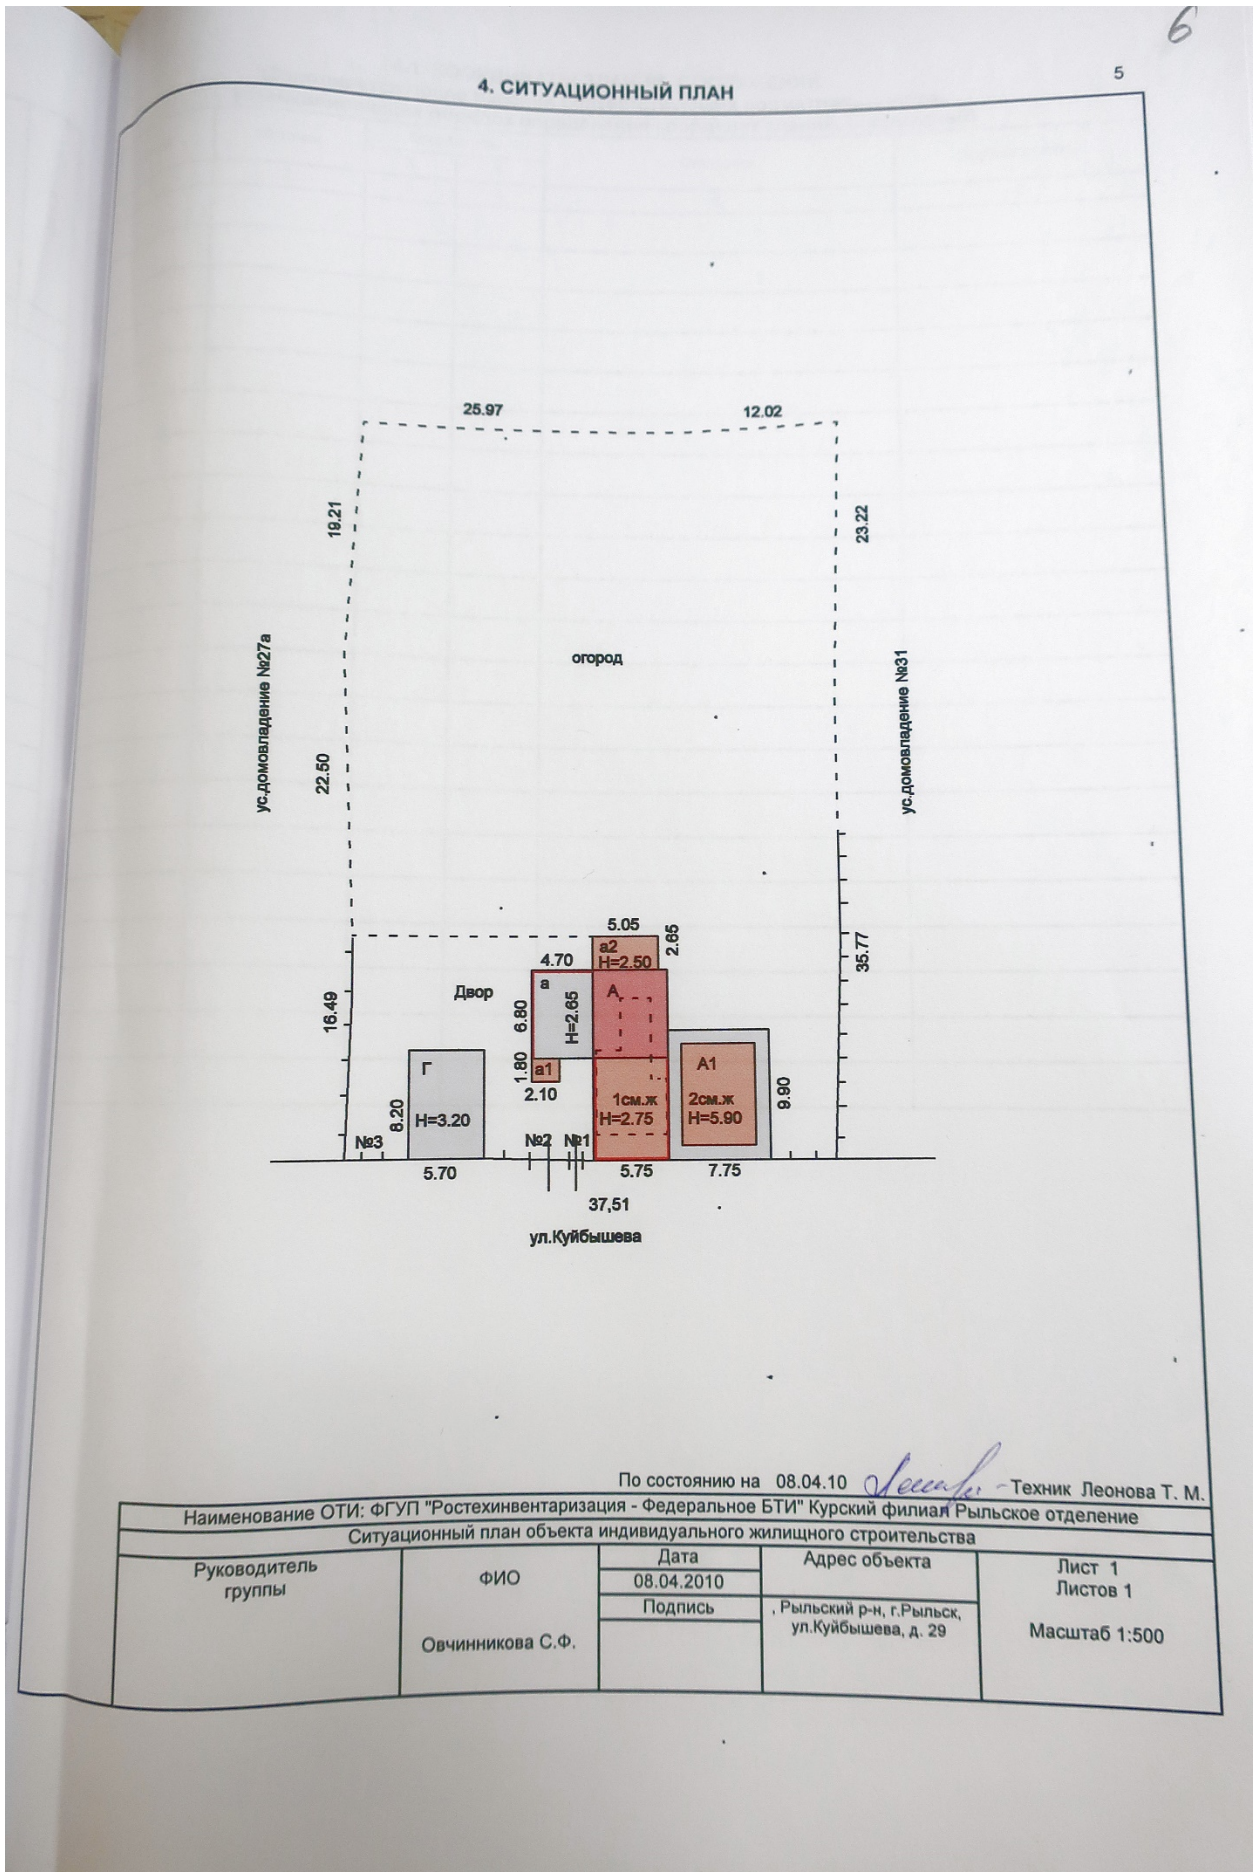 6
5
4. СИТУАЦИОННЫЙ ПЛАН
25.97
12.02
19.21
23.22
ус.домовладение №27а
огород
ус.домовладение №31
22.50
5.05
2.65
35.77
а2
Н=2.50
4.70
а
А
Двор
16.49
6.80
Н=2.65
1.80
а1
2.10
Г
Н=3.20
8.20
1см.ж
Н=2.75
А1
2см.ж
Н=5.90
9.90
№3
№2
№1
5.70
5.75
7.75
37,51
ул.Куйбышева
По состоянию на 08.04.10 Техник Леонова Т. М.
Наименование ОТИ: ФГУП "Ростехинвентаризация - Федеральное БТИ" Курский филиал Рыльское отделение
Ситуационный план объекта индивидуального жилищного строительства
Руководитель
группы
ФИО
Овчинникова С.Ф.
Дата
08.04.2010
Подпись
Адрес объекта
, Рыльский р-н, г.Рыльск,
ул.Куйбышева, д. 29
Лист 1
Листов 1
Масштаб 1:500